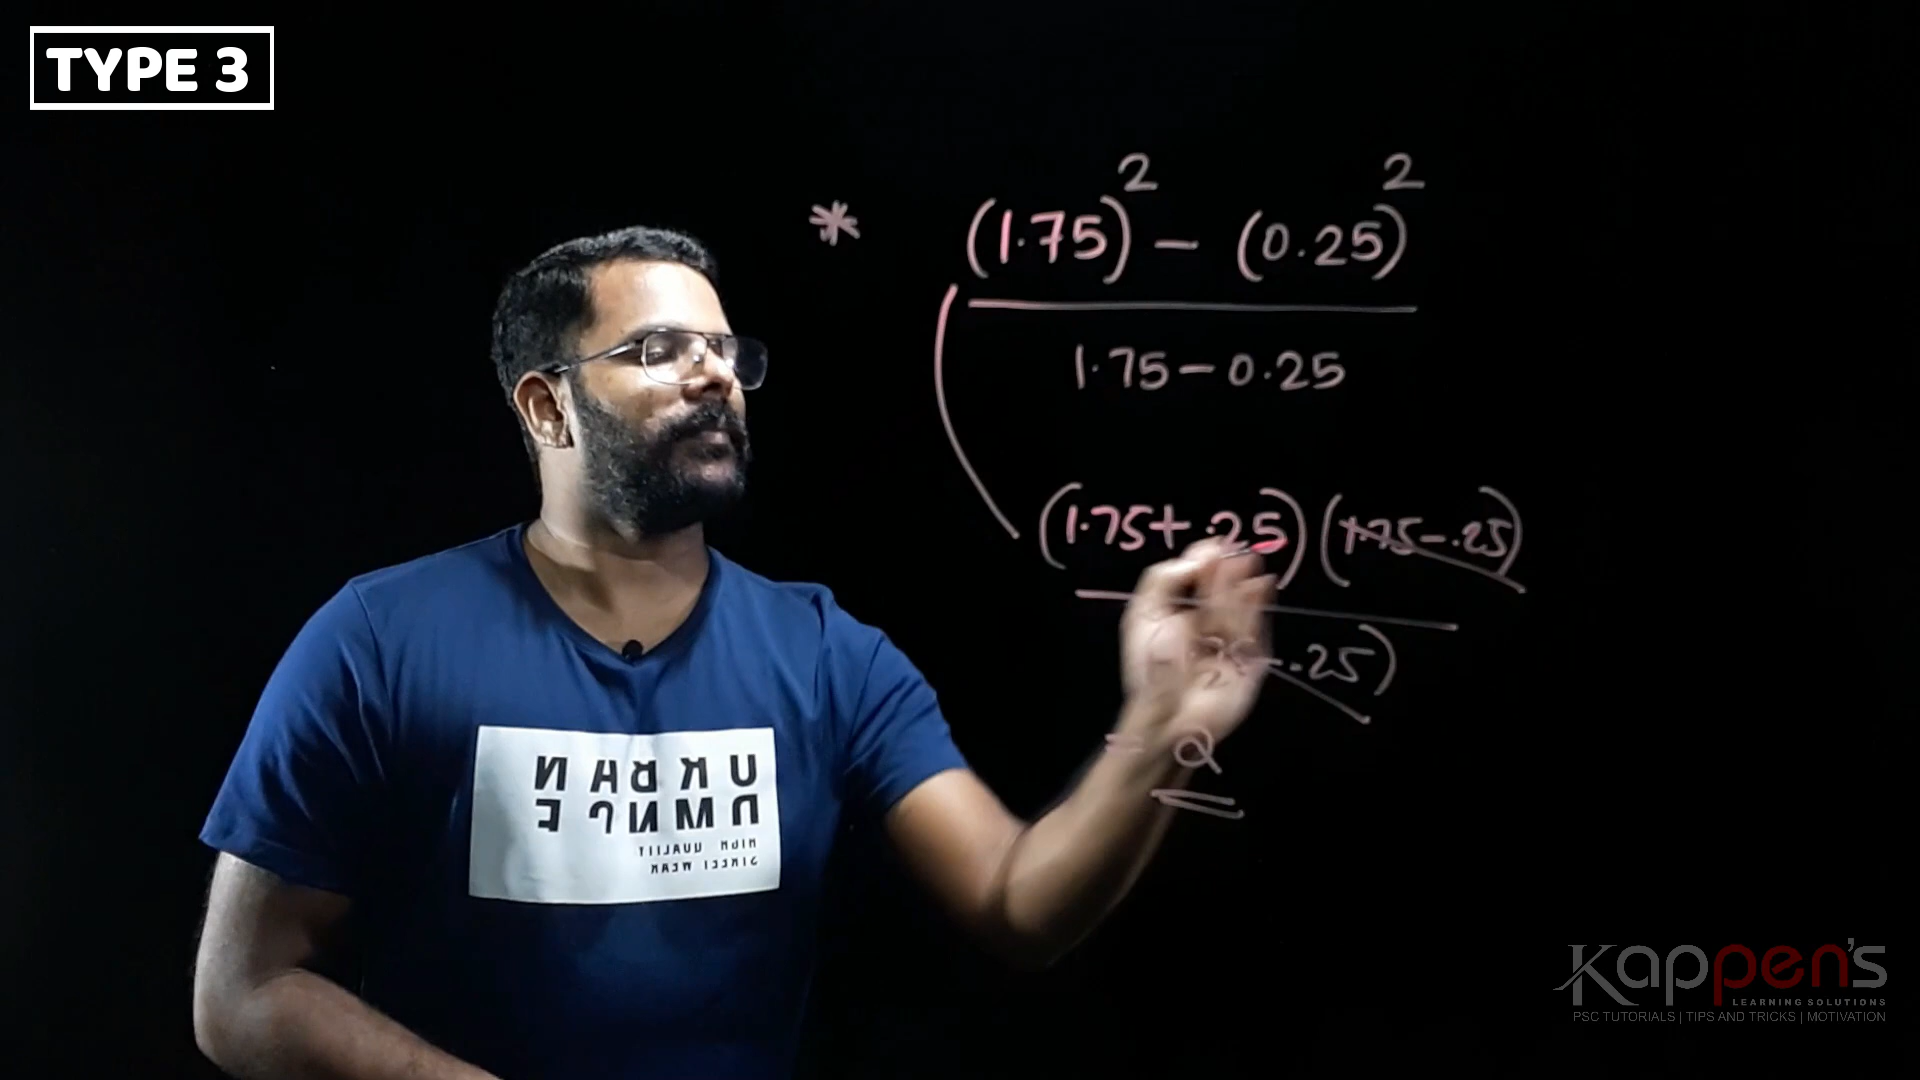 TYPE 3
* (1.75)² - (0.25)²
1.75 - 0.25
(1.75 + .25) (1.75 - .25)
- .25)
= 2
Kappen's
LEARNING SOLUTIONS
PSC TUTORIALS | TIPS AND TRICKS | MOTIVATION